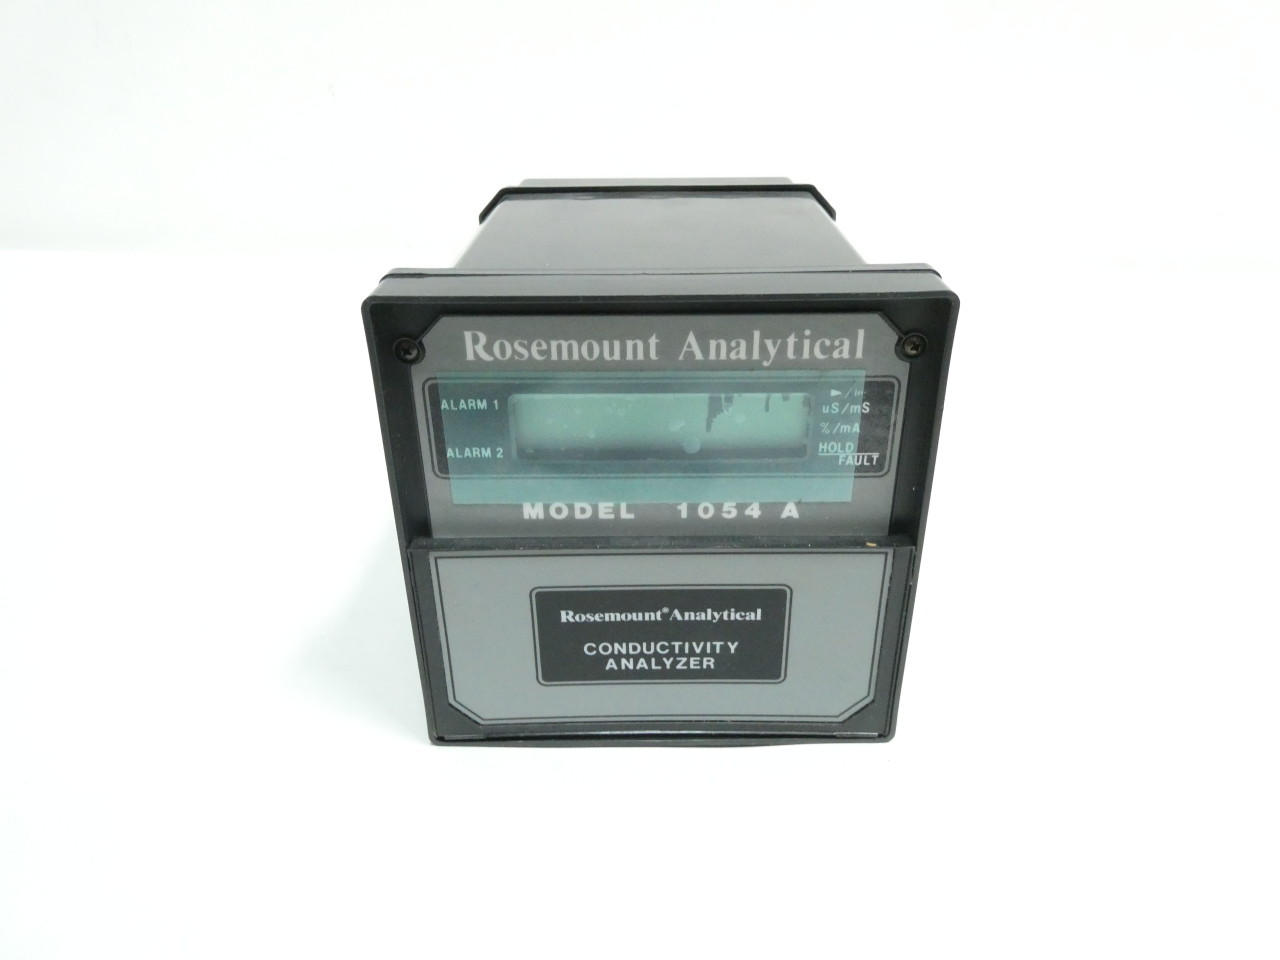 Rosemount Analytical
ALARM 1
ALARM 2
uS/mS
%/mA
HOLD
FAULT
MODEL 1054 A
Rosemount® Analytical
CONDUCTIVITY
ANALYZER